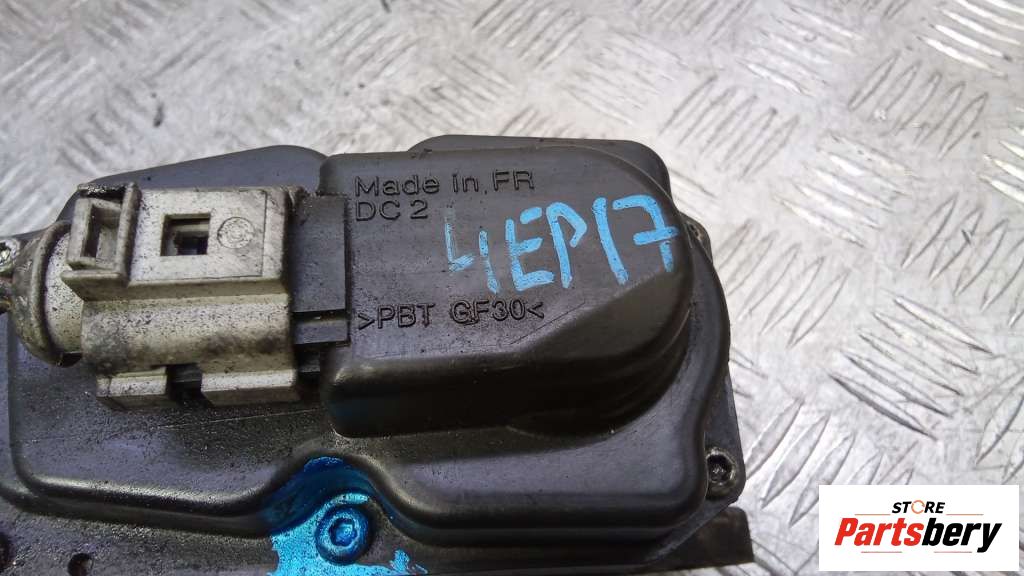 Made in FR
DC 2
4EP17
>PBT GF30<
STORE
Partsbery